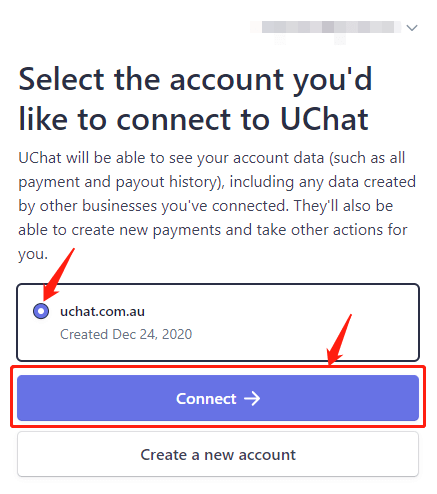 Select the account you'd
like to connect to UChat
UChat will be able to see your account data (such as all
payment and payout history), including any data created
by other businesses you've connected. They'll also be
able to create new payments and take other actions for
you.
uchat.com.au
Created Dec 24, 2020
Connect →
Create a new account